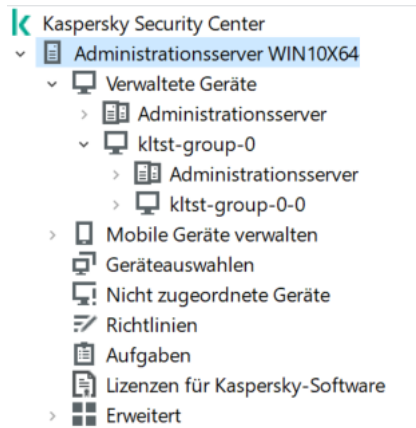 Kaspersky Security Center
Administrationsserver WIN10X64
Verwaltete Geräte
Administrationsserver
kltst-group-0
Administrationsserver
kltst-group-0-0
Mobile Geräte verwalten
Geräteauswahlen
Nicht zugeordnete Geräte
Richtlinien
Aufgaben
Lizenzen für Kaspersky-Software
Erweitert